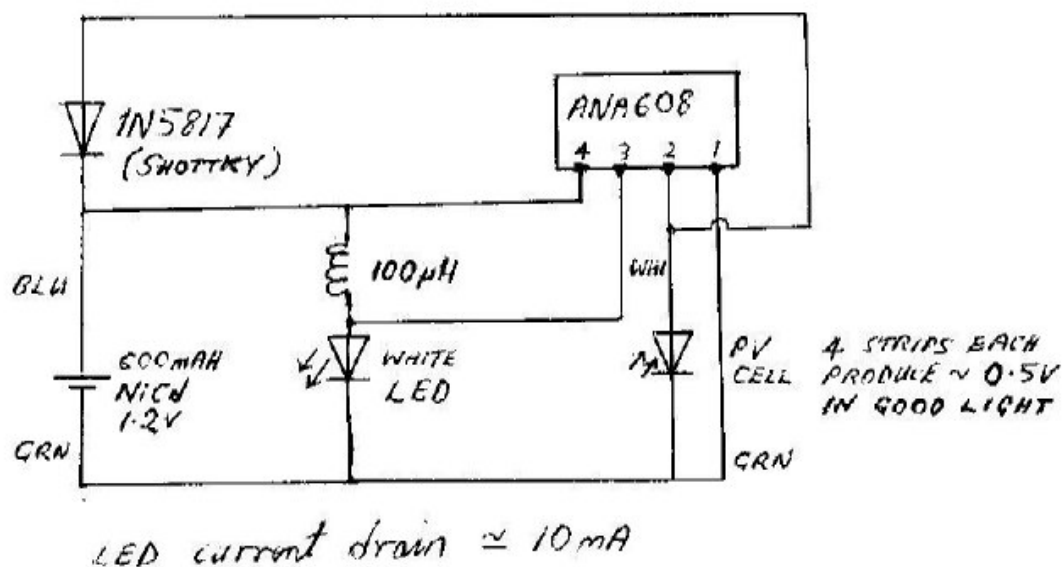 1N5817
(SHOTTKY)
ANA608
4 3 2 1
BLU
100µH
WHI
600mAH
NiCd
1.2V
WHITE
LED
PV
CELL
4 STRIPS EACH
PRODUCE ~ 0.5V
IN GOOD LIGHT
GRN
GRN
LED current drain ≃ 10mA